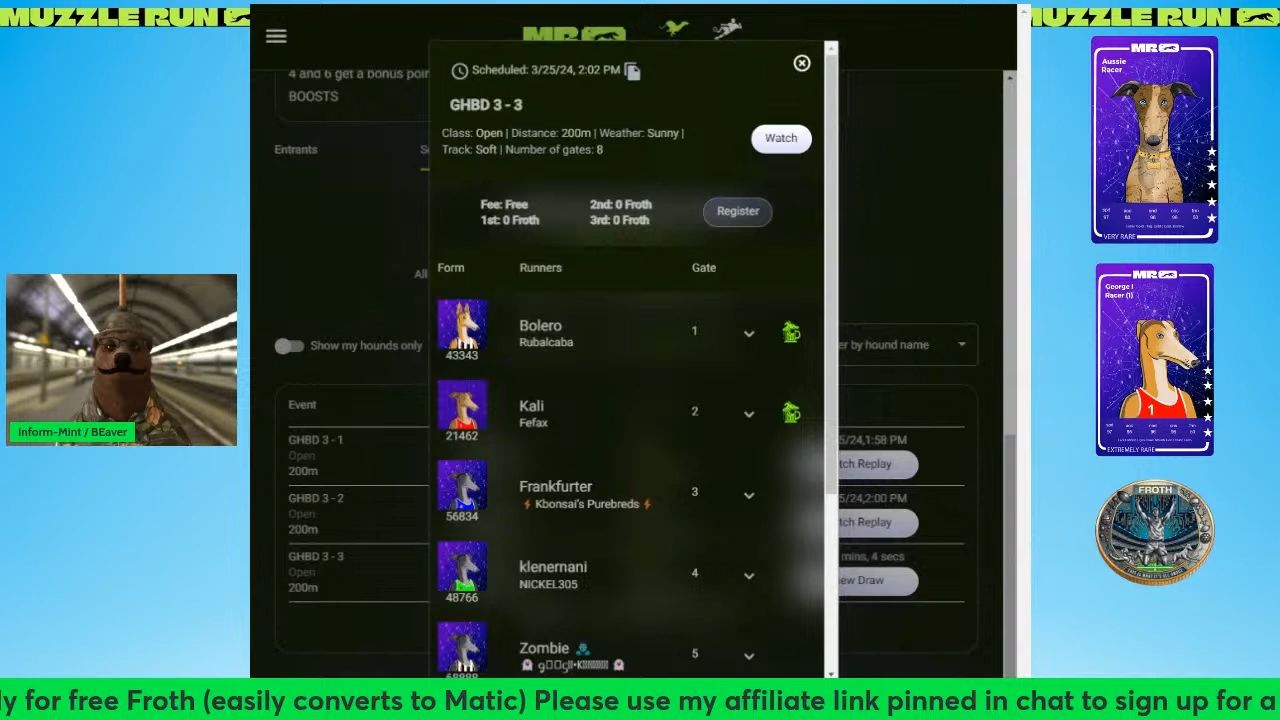 MUZZLE RUN
MUZZLE RUN
MR
Scheduled: 3/25/24, 2:02 PM
GHBD 3 - 3
Class: Open | Distance: 200m | Weather: Sunny |
Track: Soft | Number of gates: 8
Watch
Fee: Free
2nd: 0 Froth
1st: 0 Froth
3rd: 0 Froth
Register
Form
Runners
Gate
Bolero
Rubalcaba
1
43343
Kali
Fefax
2
21462
Frankfurter
Kbonsai's Purebreds
3
56834
klenernani
NICKEL305
4
48766
Zombie
5
4 and 6 get a bonus poin
BOOSTS
Entrants
S
All
Show my hounds only
er by hound name
Event
GHBD 3 - 1
Open
200m
5/24,1:58 PM
tch Replay
GHBD 3 - 2
Open
200m
5/24,2:00 PM
tch Replay
GHBD 3 - 3
Open
200m
mins, 4 secs
ew Draw
Inform-Mint / BEaver
MR
Aussie
Racer
VERY RARE
MR
George I
Racer (1)
1
EXTREMELY RARE
FROTH
ly for free Froth (easily converts to Matic) Please use my affiliate link pinned in chat to sign up for a